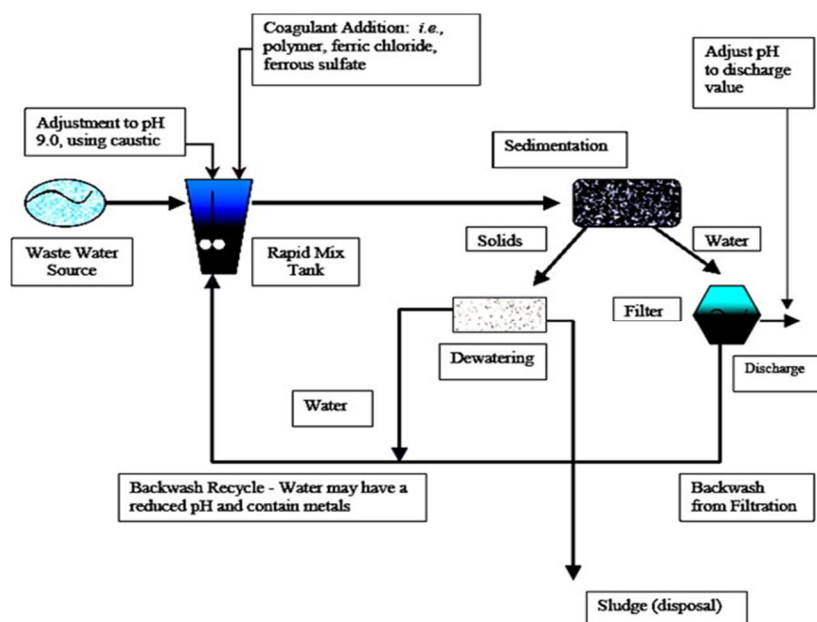 Coagulant Addition: i.e.,
polymer, ferric chloride,
ferrous sulfate
Adjust pH
to discharge
value
Adjustment to pH
9.0, using caustic
Sedimentation
Waste Water
Source
Rapid Mix
Tank
Solids
Water
Filter
Dewatering
Discharge
Water
Backwash Recycle - Water may have a
reduced pH and contain metals
Backwash
from Filtration
Sludge (disposal)